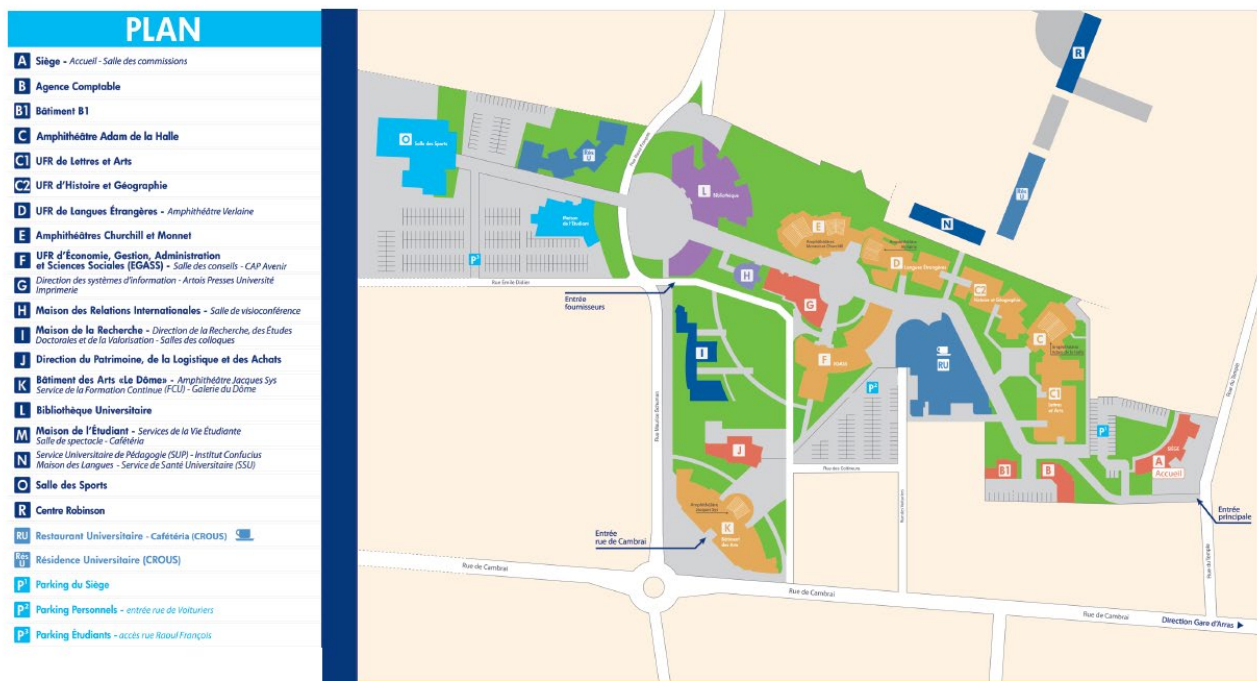 PLAN
A Siège - Accueil - Salle des commissions
B Agence Comptable
B1 Bâtiment B1
C Amphithéâtre Adam de la Halle
C1 UFR de Lettres et Arts
C2 UFR d'Histoire et Géographie
D UFR de Langues Étrangères - Amphithéâtre Verlaine
E Amphithéâtres Churchill et Monnet
F UFR d'Économie, Gestion, Administration
et Sciences Sociales (EGASS) - Salle des conseils - CAP Avenir
G Direction des systèmes d'information - Artois Presses Université
Imprimerie
H Maison des Relations Internationales - Salle de visioconférence
I Maison de la Recherche - Direction de la Recherche, des Études
Doctorales et de la Valorisation - Salles des colloques
J Direction du Patrimoine, de la Logistique et des Achats
K Bâtiment des Arts «Le Dôme» - Amphithéâtre Jacques Sys
Service de la Formation Continue (FCU) - Galerie du Dôme
L Bibliothèque Universitaire
M Maison de l'Étudiant - Services de la Vie Étudiante
Salle de spectacle - Cafétéria
N Service Universitaire de Pédagogie (SUP) - Institut Confucius
Maison des Langues - Service de Santé Universitaire (SSU)
O Salle des Sports
R Centre Robinson
RU Restaurant Universitaire - Cafétéria (CROUS)
Rés U Résidence Universitaire (CROUS)
P1 Parking du Siège
P2 Parking Personnels - entrée rue de Voituriers
P3 Parking Étudiants - accès rue Raoul François
R
O Salle des Sports
Rés
U
Rue Raoul François
L
Bibliothèque
Rés
U
N
Maison
de l'Étudiant
E
D
Langues Étrangères
P3
H
C2
Histoire et Géographie
Rue Emile Didier
Entrée
fournisseurs
G
C
I
F
EGASS
RU
P2
C1
Lettres
et Arts
Rue du Temple
P1
J
B1
B
A
Accueil
Entrée
principale
K
Bâtiment
des Arts
Entrée
rue de Cambrai
Rue de Cambrai
Rue de Cambrai
Rue de Cambrai
Rue du Temple
Direction Gare d'Arras